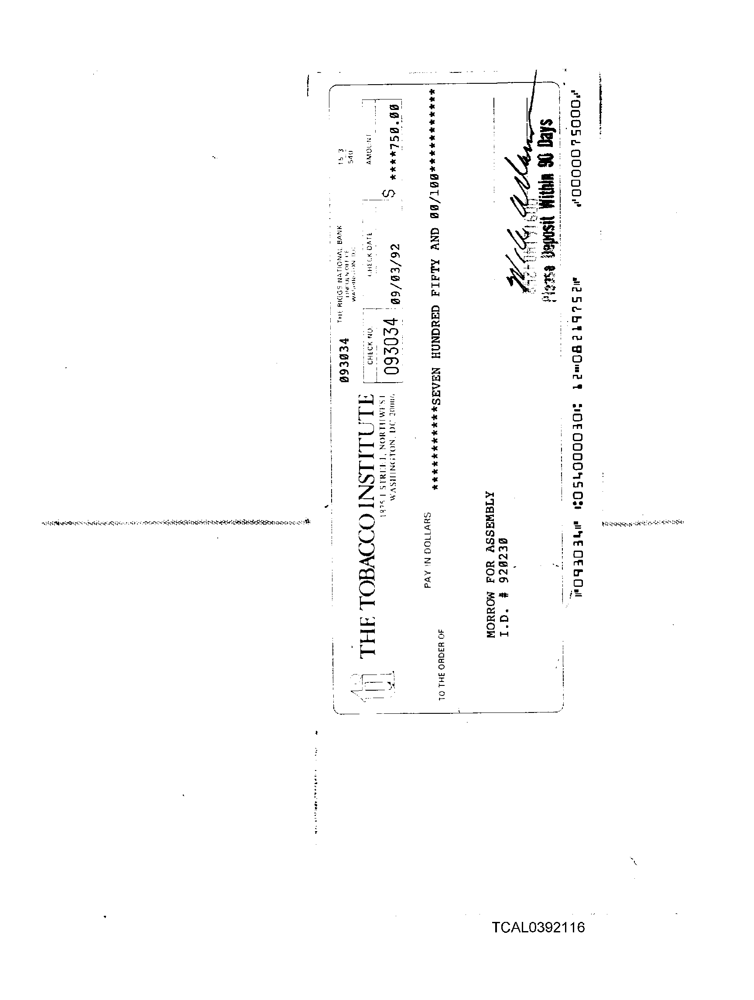 THE TOBACCO INSTITUTE
1875 I STREET, NORTHWEST
WASHINGTON, DC 20006
093034
THE RIGGS NATIONAL BANK
WASHINGTON D.C.
15 3
540
CHECK NO.
CHECK DATE
AMOUNT
093034
09/03/92
$ ****750.00
PAY IN DOLLARS
***********SEVEN HUNDRED FIFTY AND 00/100***********
TO THE ORDER OF
MORROW FOR ASSEMBLY
I.D. # 920230
Please Deposit Within 90 Days
⑈093034⑈ ⑆054000030⑆ 12⑉08219752⑈ ⑈0000075000⑈
TCAL0392116